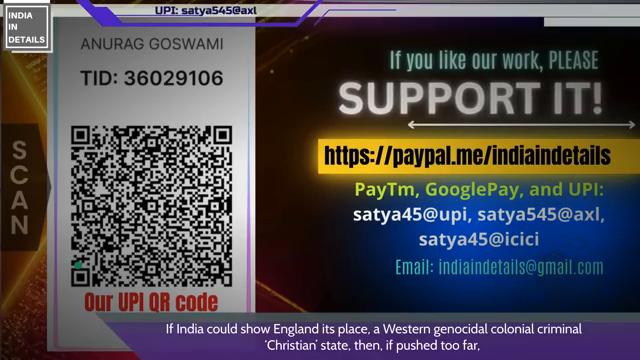 INDIA
IN
DETAILS
UPI: satya545@axl
ANURAG GOSWAMI
TID: 36029106
SCAN
Our UPI QR code
If you like our work, PLEASE
SUPPORT IT!
https://paypal.me/indiaindetails
PayTm, GooglePay, and UPI:
satya45@upi, satya545@axl,
satya45@icici
Email: indiaindetails@gmail.com
If India could show England its place, a Western genocidal colonial criminal
'Christian' state, then, if pushed too far,